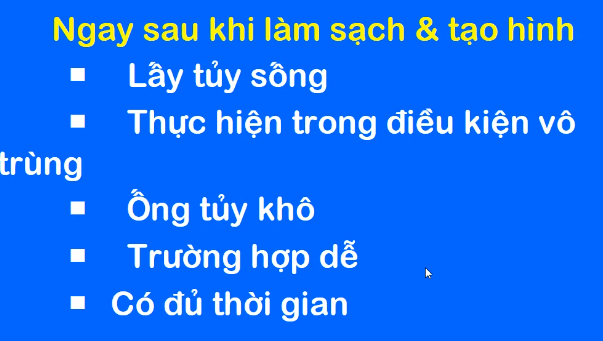 Ngay sau khi làm sạch & tạo hình
▪ Lấy tủy sống
▪ Thực hiện trong điều kiện vô
trùng
▪ Ống tủy khô
▪ Trường hợp dễ
▪ Có đủ thời gian